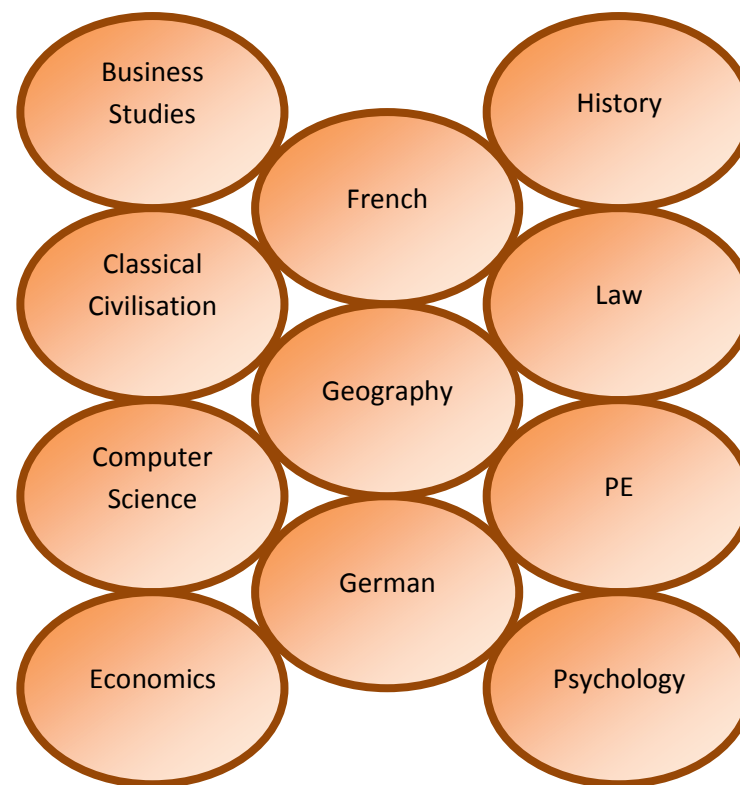 Business
Studies
Classical
Civilisation
Computer
Science
Economics
French
Geography
German
History
Law
PE
Psychology